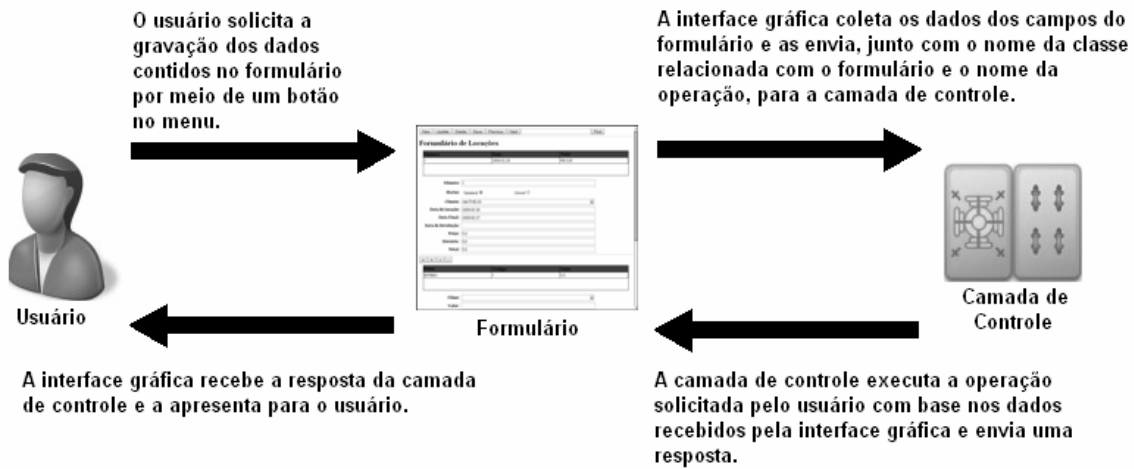 O usuário solicita a
gravação dos dados
contidos no formulário
por meio de um botão
no menu.
A interface gráfica coleta os dados dos campos do
formulário e as envia, junto com o nome da classe
relacionada com o formulário e o nome da
operação, para a camada de controle.
Formulário de Locações
Usuário
Formulário
Camada de
Controle
A interface gráfica recebe a resposta da camada
de controle e a apresenta para o usuário.
A camada de controle executa a operação
solicitada pelo usuário com base nos dados
recebidos pela interface gráfica e envia uma
resposta.